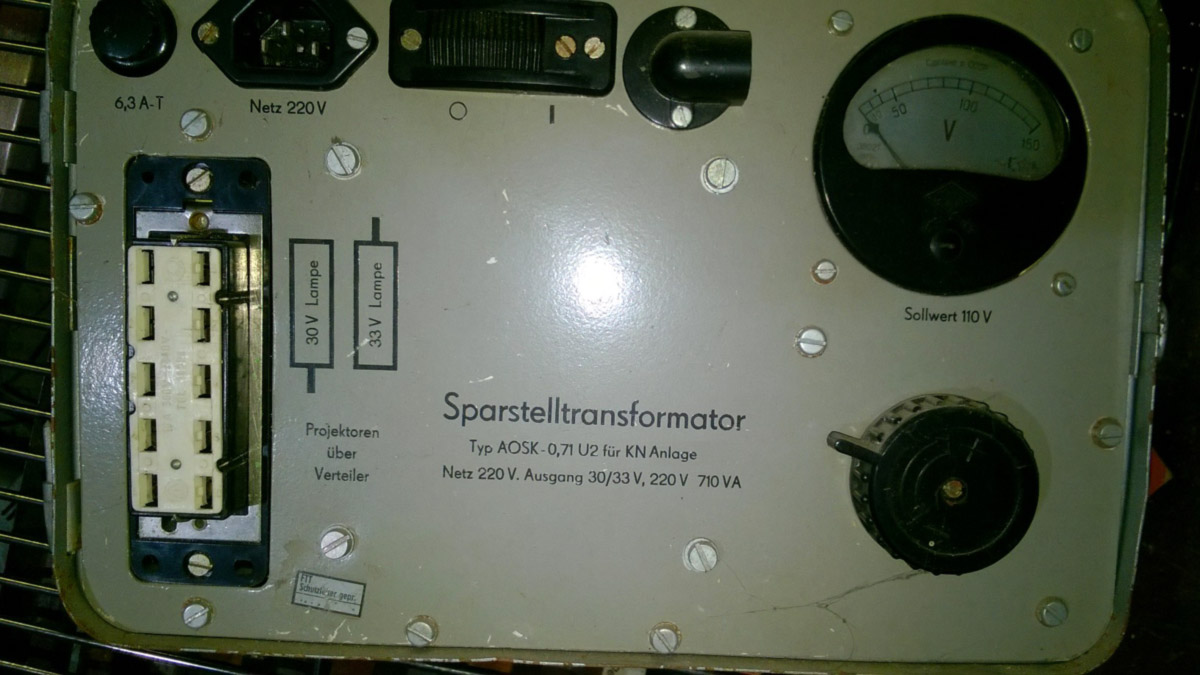 6,3 A-T
Netz 220 V
50
100
150
V
30 V Lampe
33 V Lampe
Sollwert 110 V
Projektoren
über
Verteiler
Sparstelltransformator
Typ AOSK-0,71 U2 für KN Anlage
Netz 220 V. Ausgang 30/33 V, 220 V 710 VA